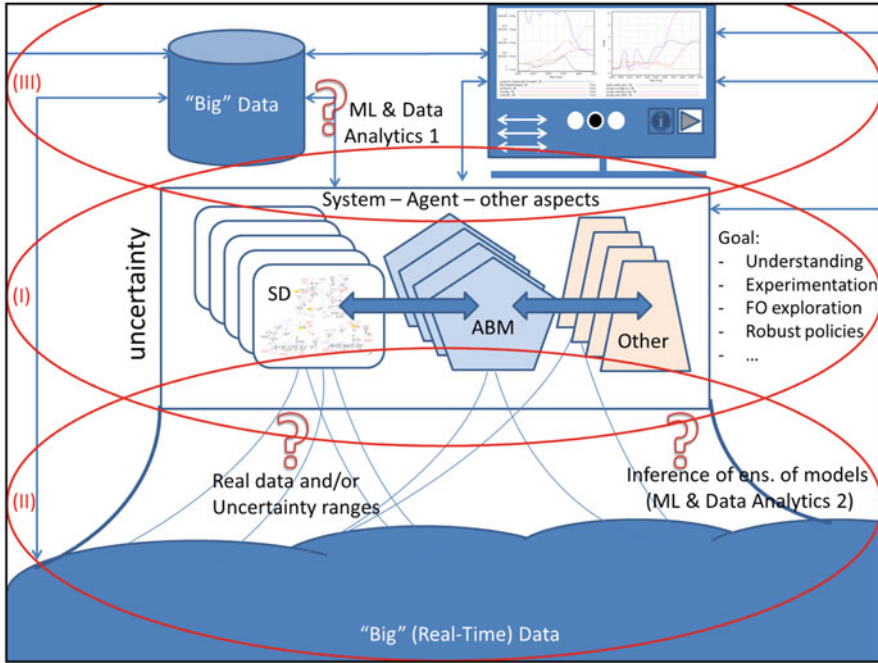 (III)
"Big" Data
ML & Data
Analytics 1
System – Agent – other aspects
uncertainty
(I)
SD
ABM
Other
Goal:
- Understanding
- Experimentation
- FO exploration
- Robust policies
- ...
(II)
Real data and/or
Uncertainty ranges
Inference of ens. of models
(ML & Data Analytics 2)
"Big" (Real-Time) Data